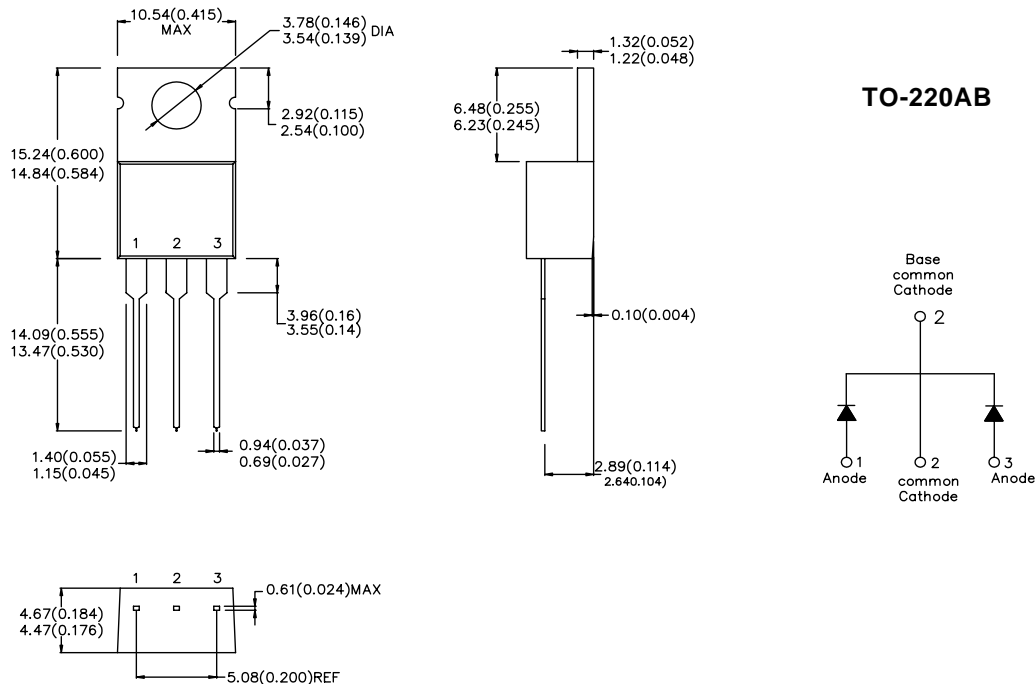 10.54(0.415)
MAX
3.78(0.146)
3.54(0.139) DIA
1.32(0.052)
1.22(0.048)
TO-220AB
2.92(0.115)
2.54(0.100)
6.48(0.255)
6.23(0.245)
15.24(0.600)
14.84(0.584)
1 2 3
Base
common
Cathode
2
3.96(0.16)
3.55(0.14)
0.10(0.004)
14.09(0.555)
13.47(0.530)
0.94(0.037)
0.69(0.027)
1.40(0.055)
1.15(0.045)
2.89(0.114)
2.640.104)
1 2 3
Anode common Anode
Cathode
1 2 3
0.61(0.024)MAX
4.67(0.184)
4.47(0.176)
5.08(0.200)REF